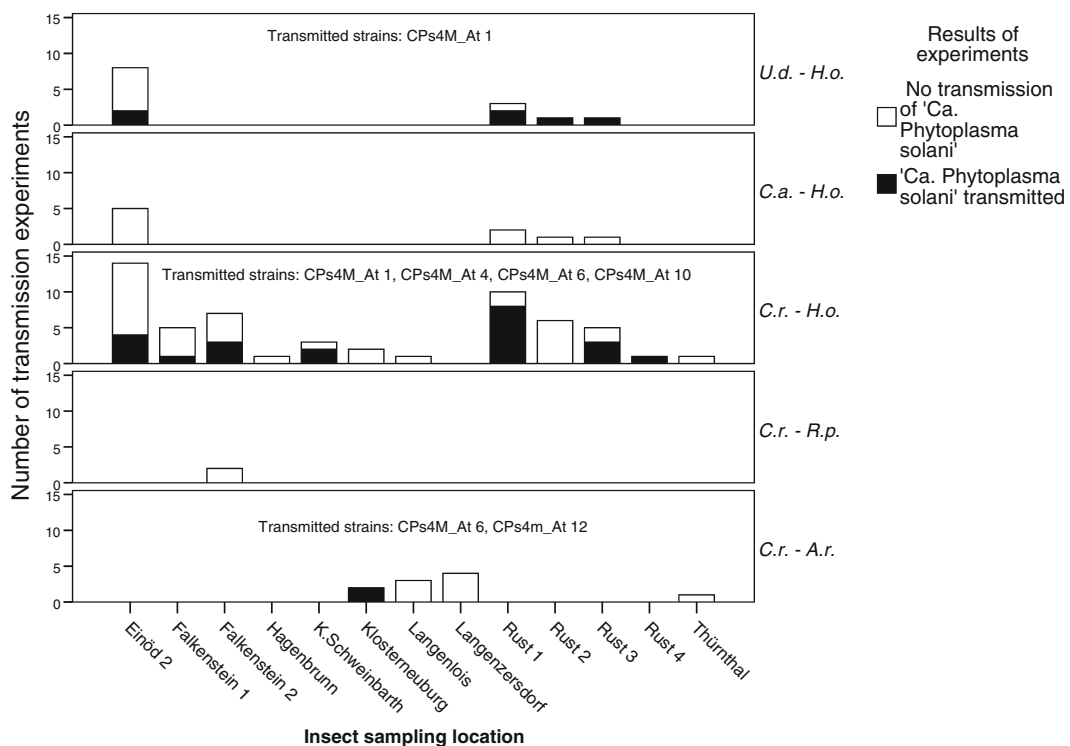 Number of transmission experiments
15
10
5
0
Transmitted strains: CPs4M_At 1
U.d. - H.o.
15
10
5
0
C.a. - H.o.
15
10
5
0
Transmitted strains: CPs4M_At 1, CPs4M_At 4, CPs4M_At 6, CPs4M_At 10
C.r. - H.o.
15
10
5
0
C.r. - R.p.
15
10
5
0
Transmitted strains: CPs4M_At 6, CPs4m_At 12
C.r. - A.r.
Einöd 2
Falkenstein 1
Falkenstein 2
Hagenbrunn
K.Schweinbarth
Klosterneuburg
Langenlois
Langenzersdorf
Rust 1
Rust 2
Rust 3
Rust 4
Thürnthal
Insect sampling location
Results of
experiments
No transmission
of 'Ca.
Phytoplasma
solani'
'Ca. Phytoplasma
solani' transmitted